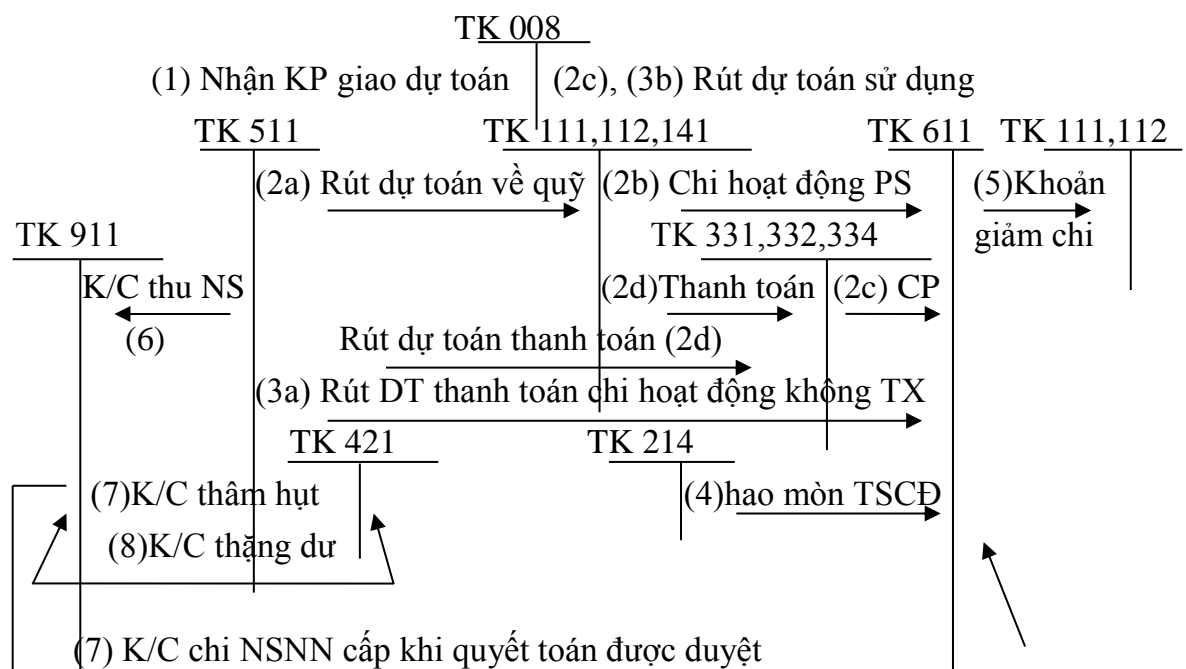 TK 008
(1) Nhận KP giao dự toán (2c), (3b) Rút dự toán sử dụng
TK 511 TK 111,112,141 TK 611 TK 111,112
(2a) Rút dự toán về quỹ (2b) Chi hoạt động PS (5)Khoản
TK 911 TK 331,332,334 giảm chi
K/C thu NS (2d)Thanh toán (2c) CP
(6) Rút dự toán thanh toán (2d)
(3a) Rút DT thanh toán chi hoạt động không TX
TK 421 TK 214
(7)K/C thâm hụt (4)hao mòn TSCĐ
(8)K/C thặng dư
(7) K/C chi NSNN cấp khi quyết toán được duyệt